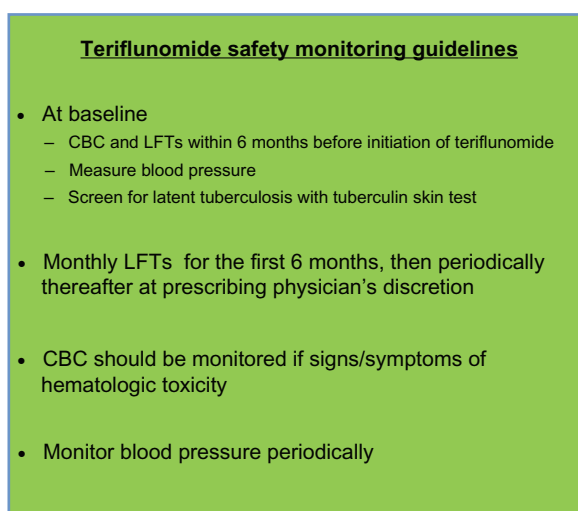 Teriflunomide safety monitoring guidelines
• At baseline
– CBC and LFTs within 6 months before initiation of teriflunomide
– Measure blood pressure
– Screen for latent tuberculosis with tuberculin skin test
• Monthly LFTs for the first 6 months, then periodically
thereafter at prescribing physician's discretion
• CBC should be monitored if signs/symptoms of
hematologic toxicity
• Monitor blood pressure periodically